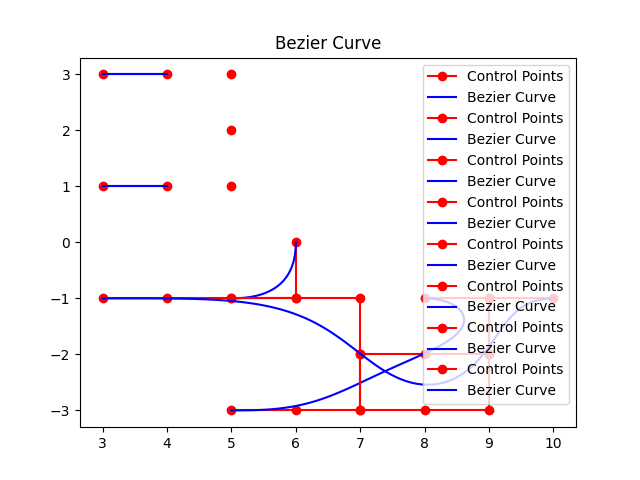 Bezier Curve
3
2
1
0
−1
−2
−3
3
4
5
6
7
8
9
10
Control Points
Bezier Curve
Control Points
Bezier Curve
Control Points
Bezier Curve
Control Points
Bezier Curve
Control Points
Bezier Curve
Control Points
Bezier Curve
Control Points
Bezier Curve
Control Points
Bezier Curve